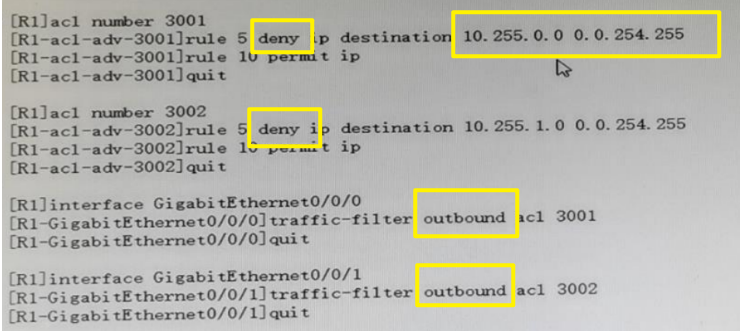 [R1]acl number 3001
[R1-acl-adv-3001]rule 5 deny ip destination 10.255.0.0 0.0.254.255
[R1-acl-adv-3001]rule 10 permit ip
[R1-acl-adv-3001]quit
[R1]acl number 3002
[R1-acl-adv-3002]rule 5 deny ip destination 10.255.1.0 0.0.254.255
[R1-acl-adv-3002]rule 10 permit ip
[R1-acl-adv-3002]quit
[R1]interface GigabitEthernet0/0/0
[R1-GigabitEthernet0/0/0]traffic-filter outbound acl 3001
[R1-GigabitEthernet0/0/0]quit
[R1]interface GigabitEthernet0/0/1
[R1-GigabitEthernet0/0/1]traffic-filter outbound acl 3002
[R1-GigabitEthernet0/0/1]quit